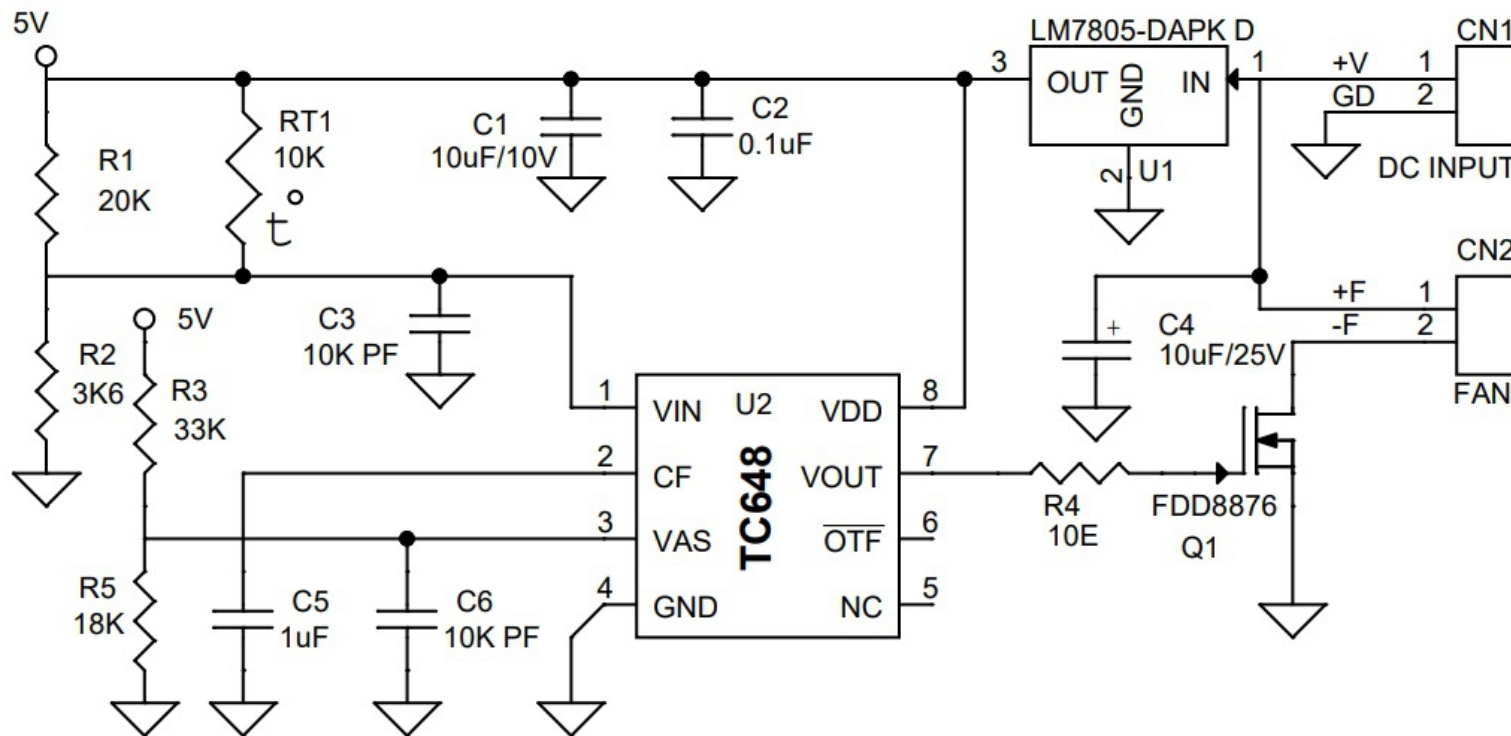 5V
LM7805-DAPK D
CN1
3
OUT
GND
IN
1
+V
1
GD
2
2
U1
DC INPUT
RT1
10K
t°
C1
10uF/10V
C2
0.1uF
R1
20K
CN2
+F
1
-F
2
FAN
5V
C3
10K PF
C4
10uF/25V
+
R2
3K6
R3
33K
1
VIN
U2
VDD
8
2
CF
TC648
VOUT
7
R4
10E
FDD8876
Q1
3
VAS
OTF
6
4
GND
NC
5
R5
18K
C5
1uF
C6
10K PF